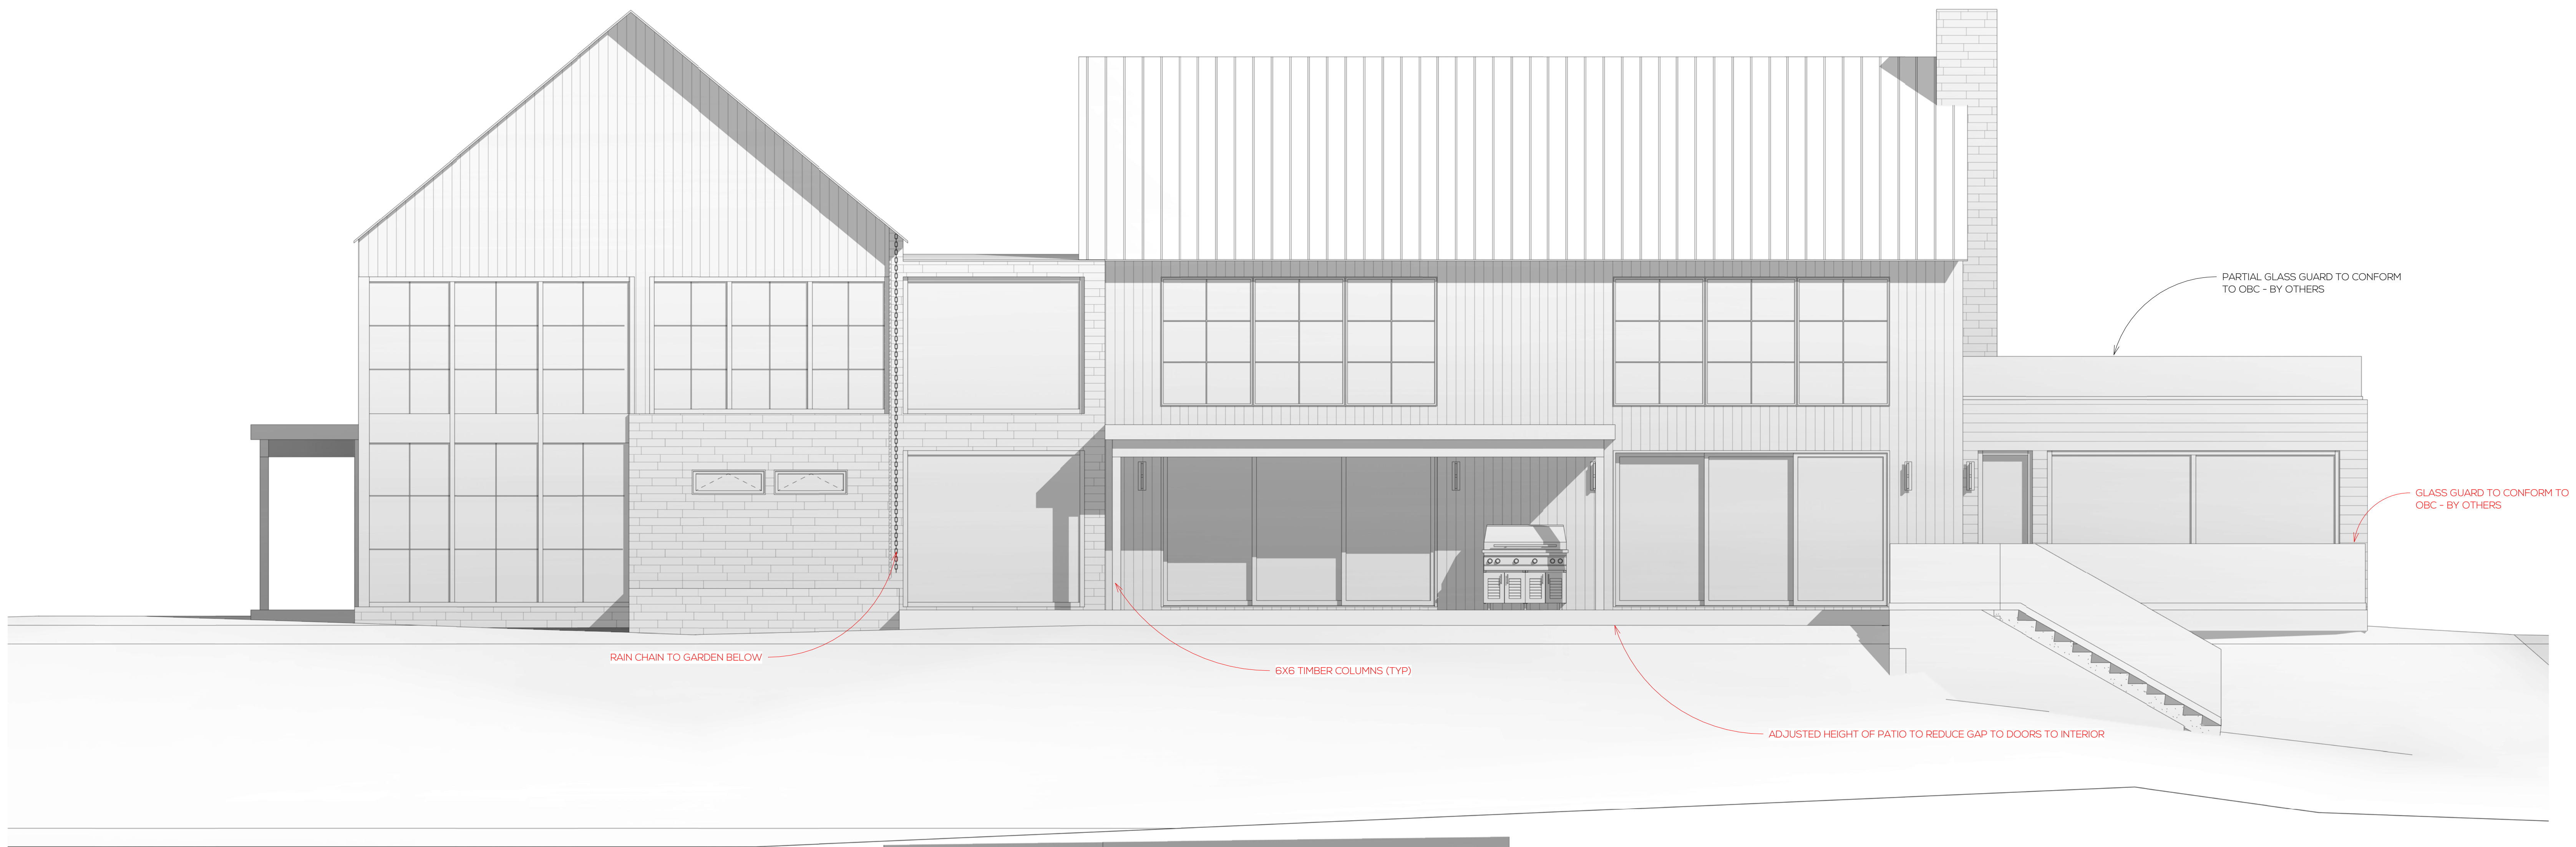 PARTIAL GLASS GUARD TO CONFORM
TO OBC - BY OTHERS
GLASS GUARD TO CONFORM TO
OBC - BY OTHERS
RAIN CHAIN TO GARDEN BELOW
6X6 TIMBER COLUMNS (TYP)
ADJUSTED HEIGHT OF PATIO TO REDUCE GAP TO DOORS TO INTERIOR